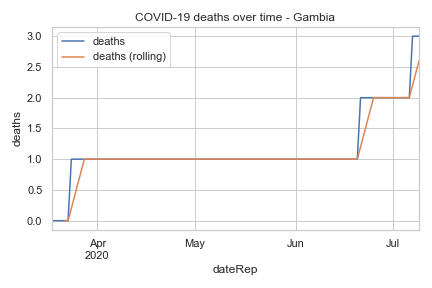 COVID-19 deaths over time - Gambia
deaths
deaths (rolling)
deaths
3.0
2.5
2.0
1.5
1.0
0.5
0.0
Apr
2020
May
Jun
Jul
dateRep